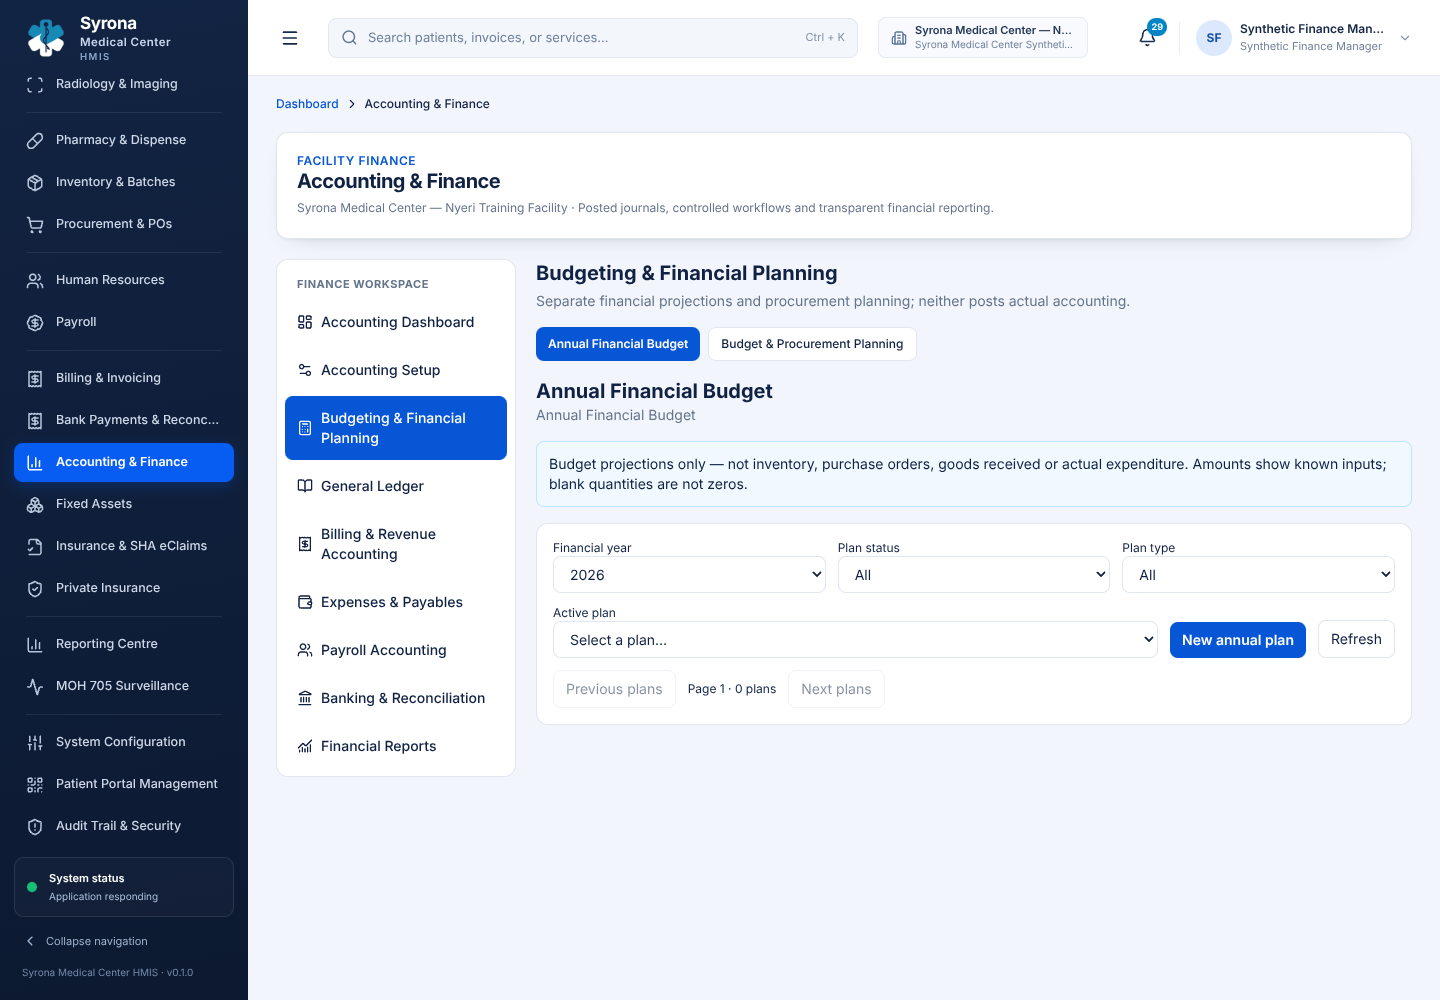 Syrona
Medical Center
HMIS
Radiology & Imaging
Pharmacy & Dispense
Inventory & Batches
Procurement & POs
Human Resources
Payroll
Billing & Invoicing
Bank Payments & Reconc...
Accounting & Finance
Fixed Assets
Insurance & SHA eClaims
Private Insurance
Reporting Centre
MOH 705 Surveillance
System Configuration
Patient Portal Management
Audit Trail & Security
System status
Application responding
Collapse navigation
Syrona Medical Center HMIS · v0.1.0
Search patients, invoices, or services...
Ctrl + K
Syrona Medical Center — N...
Syrona Medical Center Syntheti...
29
SF
Synthetic Finance Man...
Synthetic Finance Manager
Dashboard
Accounting & Finance
FACILITY FINANCE
Accounting & Finance
Syrona Medical Center — Nyeri Training Facility · Posted journals, controlled workflows and transparent financial reporting.
FINANCE WORKSPACE
Accounting Dashboard
Accounting Setup
Budgeting & Financial
Planning
General Ledger
Billing & Revenue
Accounting
Expenses & Payables
Payroll Accounting
Banking & Reconciliation
Financial Reports
Budgeting & Financial Planning
Separate financial projections and procurement planning; neither posts actual accounting.
Annual Financial Budget
Budget & Procurement Planning
Annual Financial Budget
Annual Financial Budget
Budget projections only — not inventory, purchase orders, goods received or actual expenditure. Amounts show known inputs;
blank quantities are not zeros.
Financial year
2026
Plan status
All
Plan type
All
Active plan
Select a plan...
New annual plan
Refresh
Previous plans
Page 1 · 0 plans
Next plans